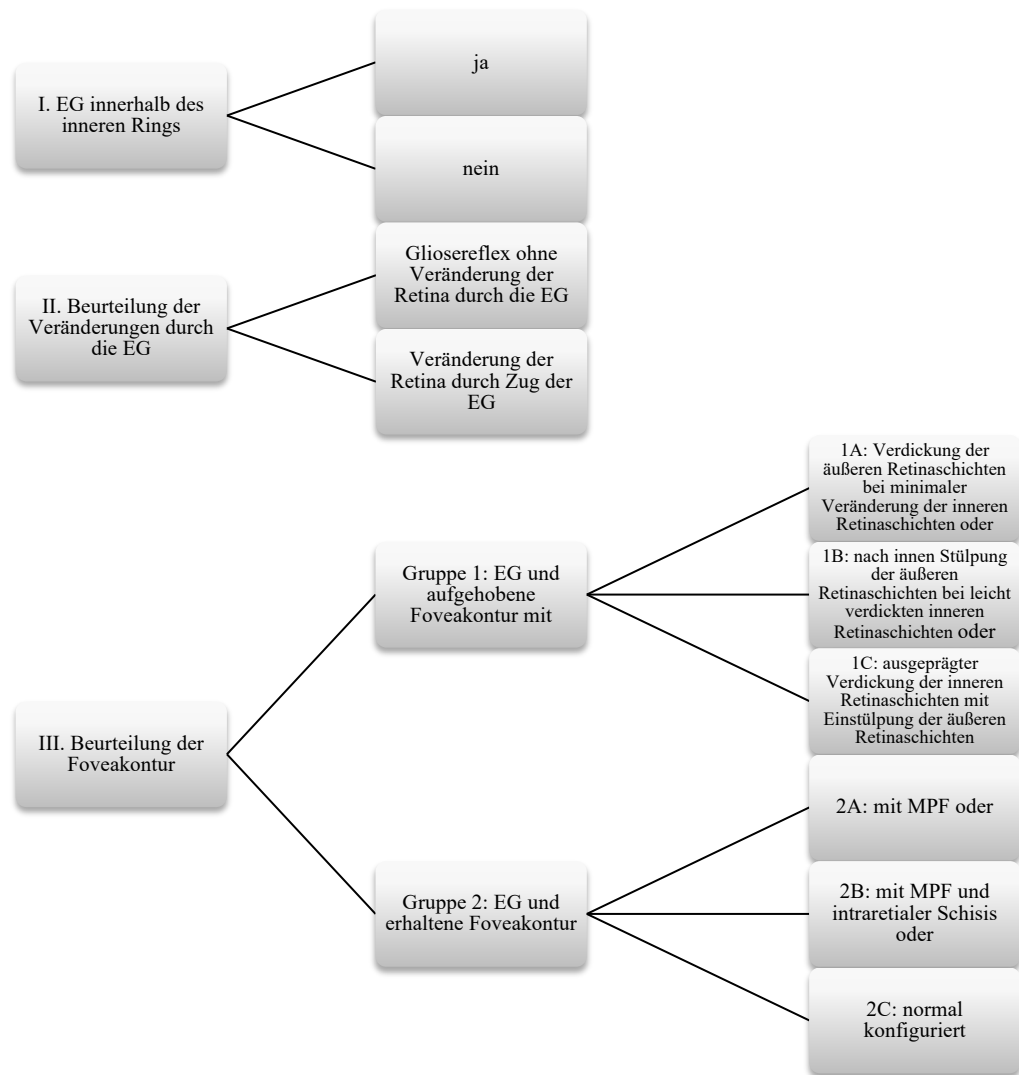 I. EG innerhalb des
inneren Rings
ja
nein
II. Beurteilung der
Veränderungen durch
die EG
Gliosereflex ohne
Veränderung der
Retina durch die EG
Veränderung der
Retina durch Zug der
EG
III. Beurteilung der
Foveakontur
Gruppe 1: EG und
aufgehobene
Foveakontur mit
1A: Verdickung der
äußeren Retinaschichten
bei minimaler
Veränderung der inneren
Retinaschichten oder
1B: nach innen Stülpung
der äußeren
Retinaschichten bei leicht
verdickten inneren
Retinaschichten oder
1C: ausgeprägter
Verdickung der inneren
Retinaschichten mit
Einstülpung der äußeren
Retinaschichten
Gruppe 2: EG und
erhaltene Foveakontur
2A: mit MPF oder
2B: mit MPF und
intraretialer Schisis
oder
2C: normal
konfiguriert